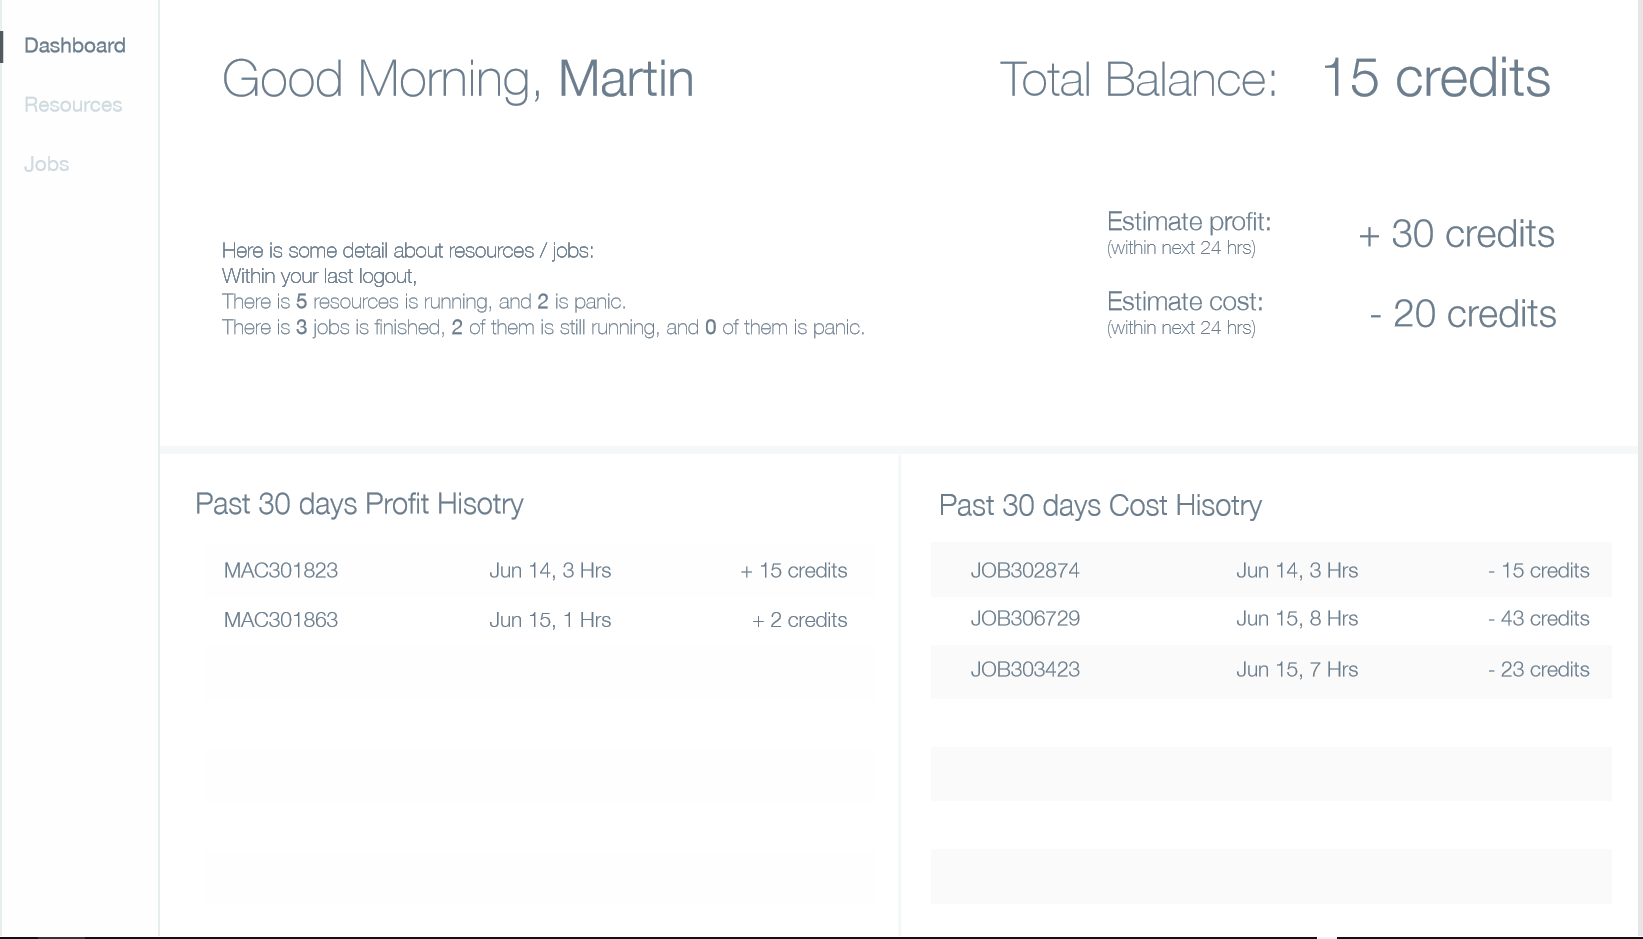 Dashboard
Resources
Jobs
Good Morning, Martin
Total Balance: 15 credits
Here is some detail about resources / jobs:
Within your last logout,
There is 5 resources is running, and 2 is panic.
There is 3 jobs is finished, 2 of them is still running, and 0 of them is panic.
Estimate profit: + 30 credits
(within next 24 hrs)
Estimate cost: - 20 credits
(within next 24 hrs)
Past 30 days Profit Hisotry
MAC301823 Jun 14, 3 Hrs + 15 credits
MAC301863 Jun 15, 1 Hrs + 2 credits
Past 30 days Cost Hisotry
JOB302874 Jun 14, 3 Hrs - 15 credits
JOB306729 Jun 15, 8 Hrs - 43 credits
JOB303423 Jun 15, 7 Hrs - 23 credits